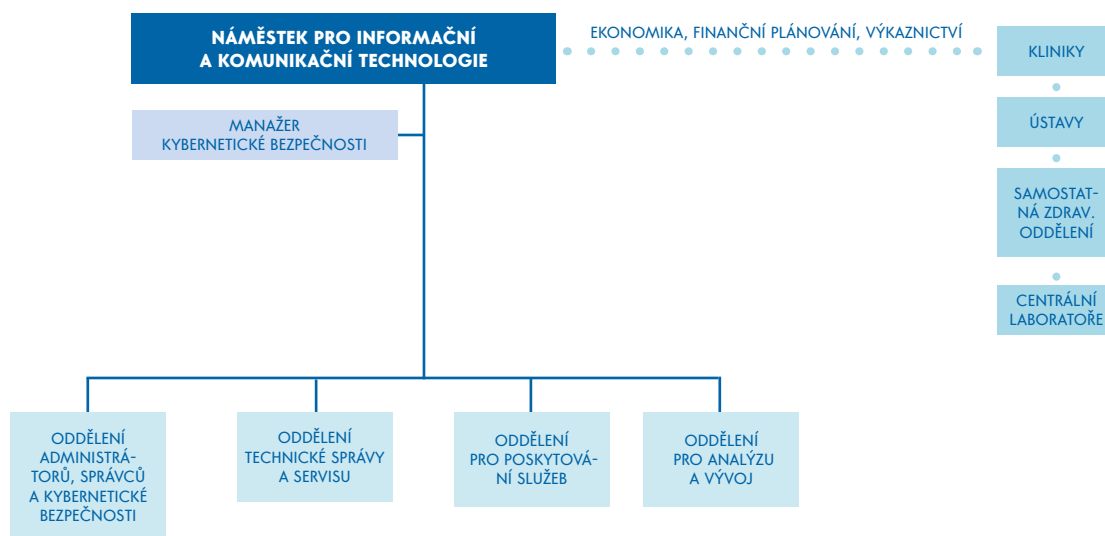 NÁMĚSTEK PRO INFORMAČNÍ
A KOMUNIKAČNÍ TECHNOLOGIE
EKONOMIKA, FINANČNÍ PLÁNOVÁNÍ, VÝKAZNICTVÍ
KLINIKY
MANAŽER
KYBERNETICKÉ BEZPEČNOSTI
ÚSTAVY
SAMOSTAT-
NÁ ZDRAV.
ODDĚLENÍ
CENTRÁLNÍ
LABORATOŘE
ODDĚLENÍ
ADMINISTRÁ-
TORŮ, SPRÁVCŮ
A KYBERNETICKÉ
BEZPEČNOSTI
ODDĚLENÍ
TECHNICKÉ SPRÁVY
A SERVISU
ODDĚLENÍ
PRO POSKYTOVÁ-
NÍ SLUŽEB
ODDĚLENÍ
PRO ANALÝZU
A VÝVOJ